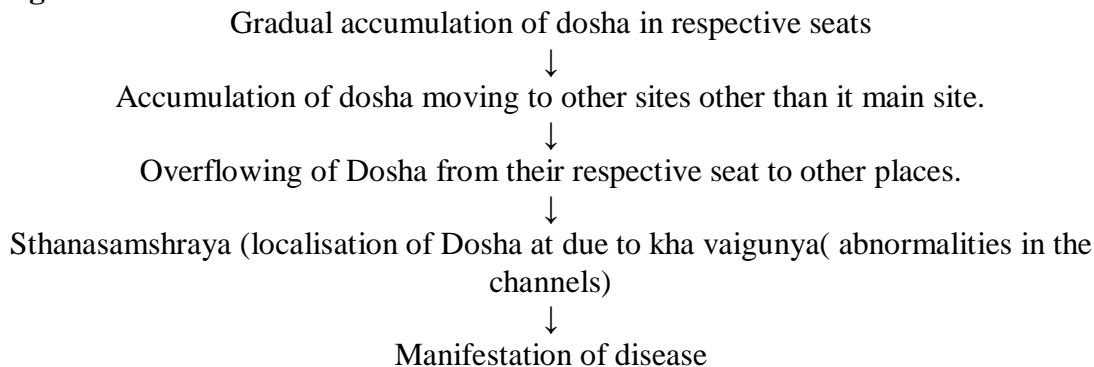 Gradual accumulation of dosha in respective seats
↓
Accumulation of dosha moving to other sites other than it main site.
↓
Overflowing of Dosha from their respective seat to other places.
↓
Sthanasamshraya (localisation of Dosha at due to kha vaigunya( abnormalities in the
channels)
↓
Manifestation of disease